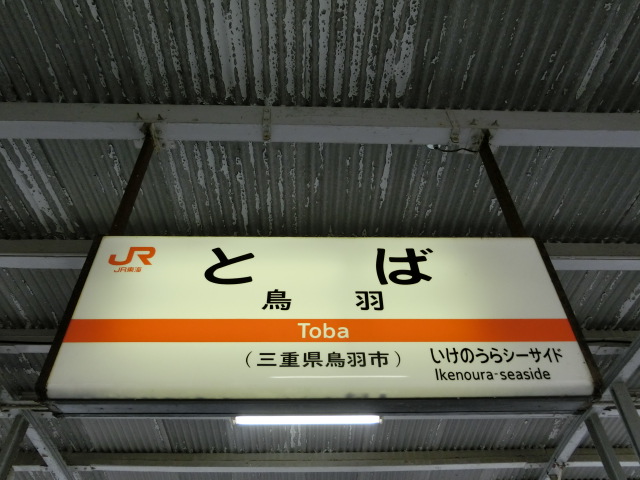 JR
JR東海
とば
鳥羽
Toba
（三重県鳥羽市）
いけのうらシーサイド
Ikenoura-seaside